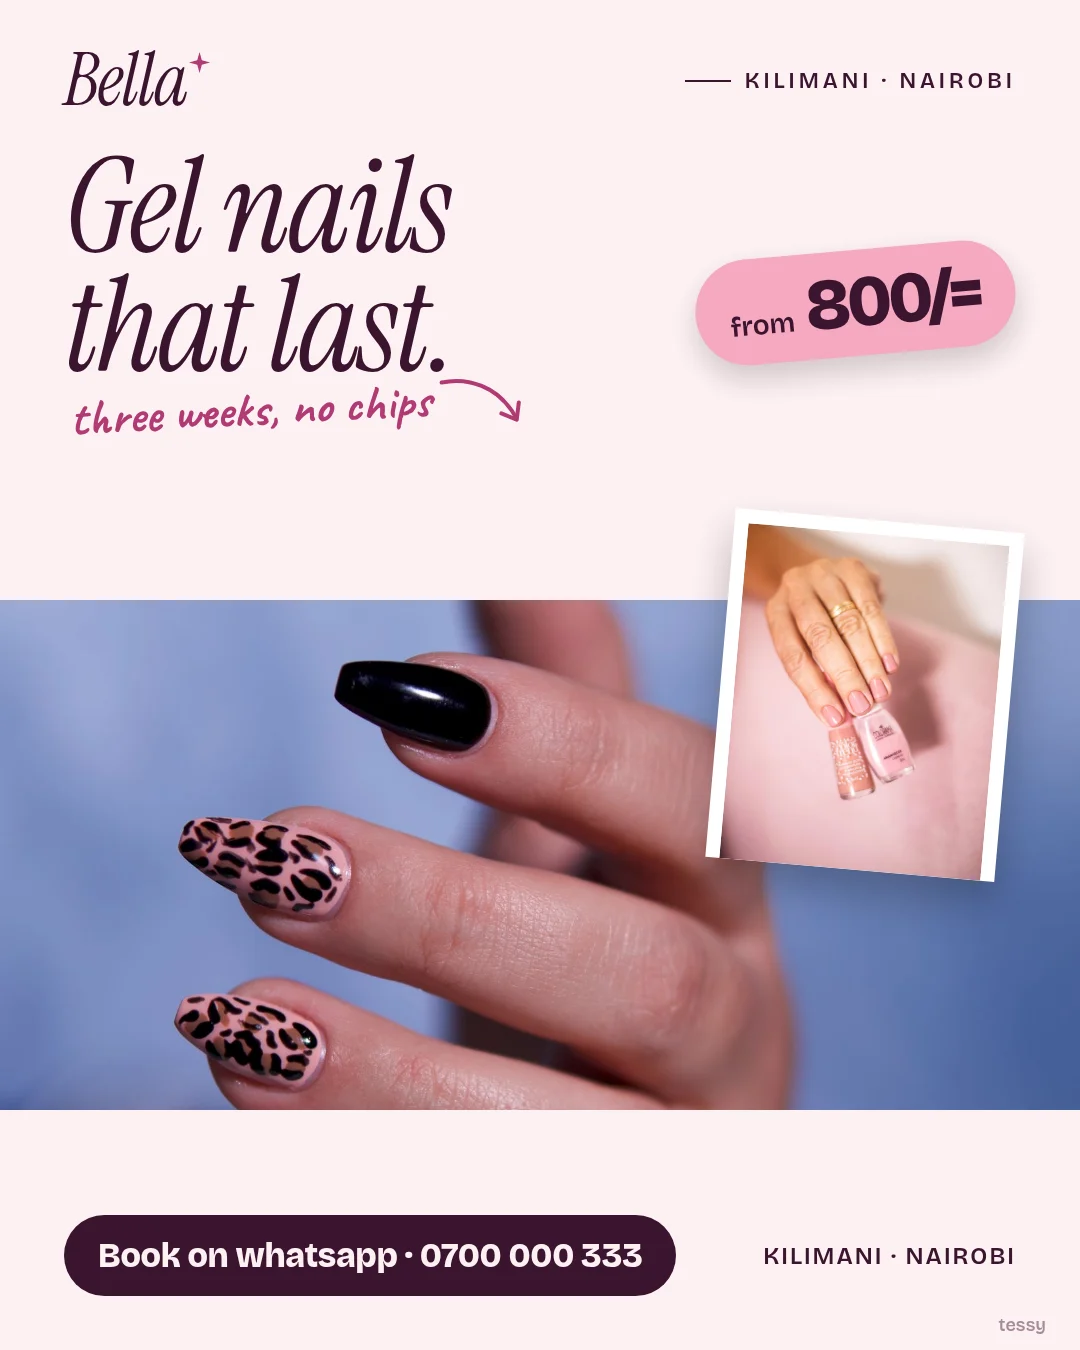 Bella
KILIMANI · NAIROBI
Gel nails
that last.
three weeks, no chips
from 800/=
Book on whatsapp · 0700 000 333
KILIMANI · NAIROBI
tessy